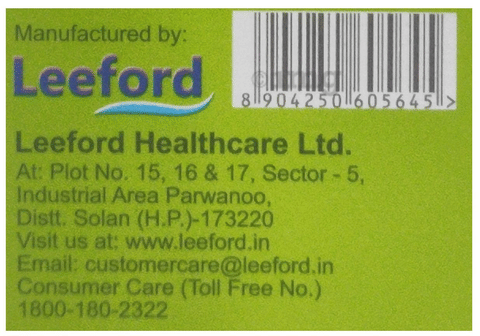 Manufactured by:
Leeford
8 904250 605645 >
Leeford Healthcare Ltd.
At: Plot No. 15, 16 & 17, Sector - 5,
Industrial Area Parwanoo,
Distt. Solan (H.P.)-173220
Visit us at: www.leeford.in
Email: customercare@leeford.in
Consumer Care (Toll Free No.)
1800-180-2322